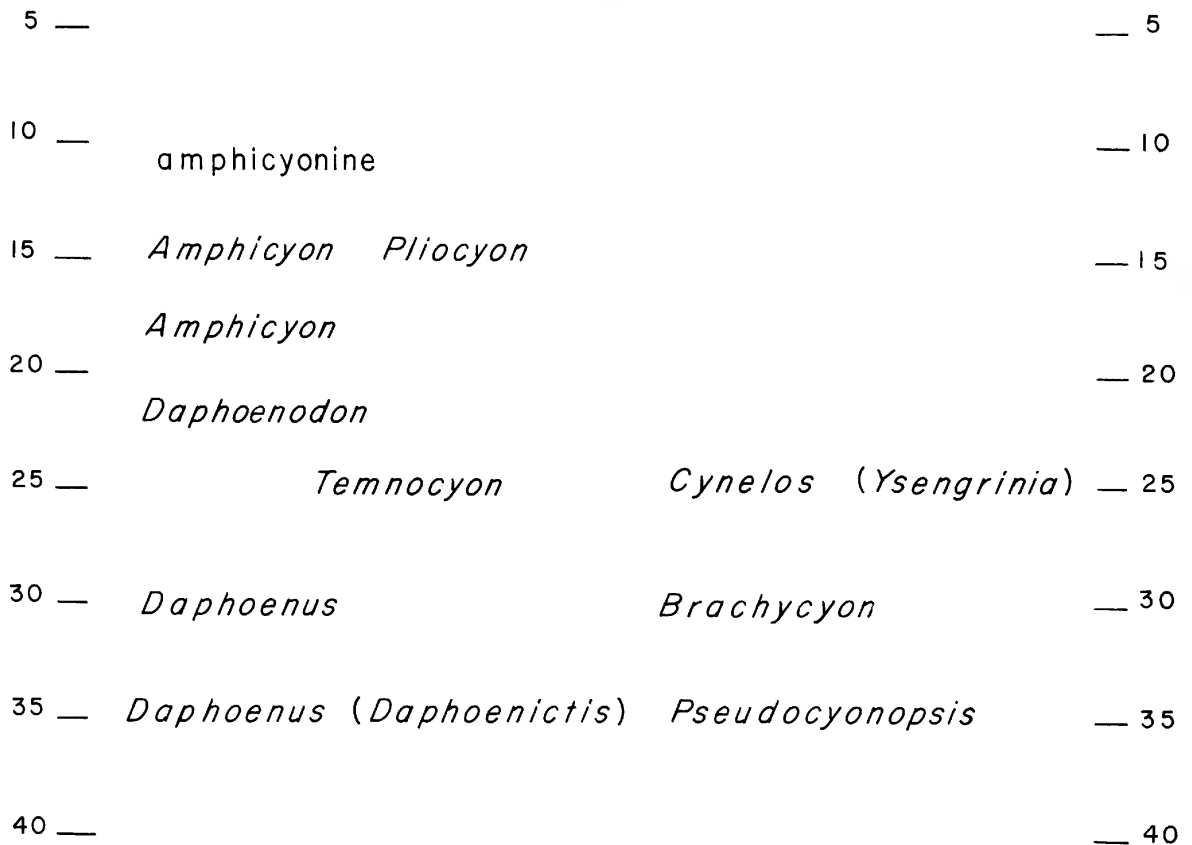 5 — — 5
10 — — 10
amphicyonine
15 — Amphicyon Pliocyon — 15
Amphicyon
20 — — 20
Daphoenodon
25 — Temnocyon Cynelos (Ysengrinia) — 25
30 — Daphoenus Brachycyon — 30
35 — Daphoenus (Daphoenictis) Pseudocyonopsis — 35
40 — — 40